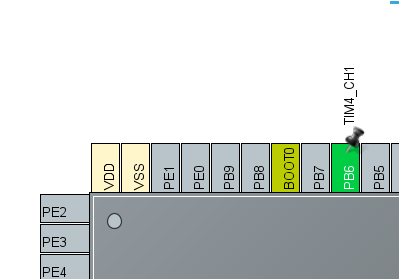 TIM4_CH1
VDD
VSS
PE1
PE0
PB9
PB8
BOOT0
PB7
PB6
PB5
PE2
PE3
PE4